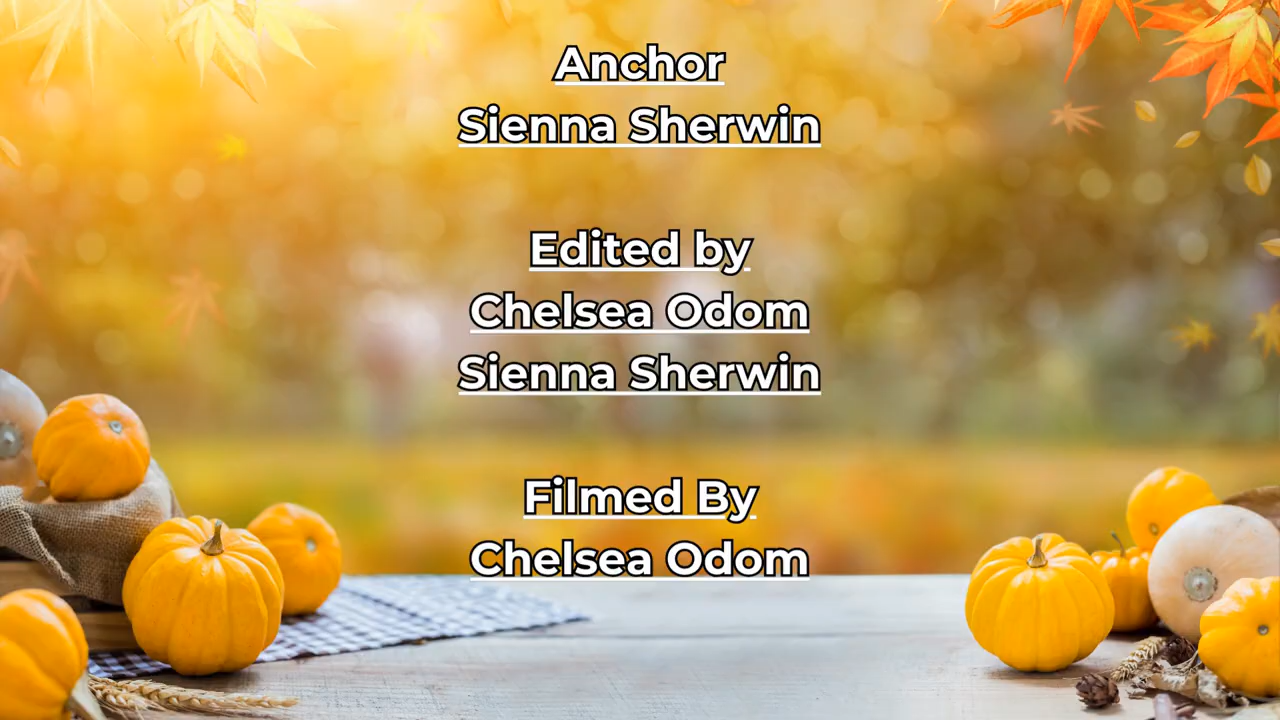 Anchor
Sienna Sherwin
Edited by
Chelsea Odom
Sienna Sherwin
Filmed By
Chelsea Odom